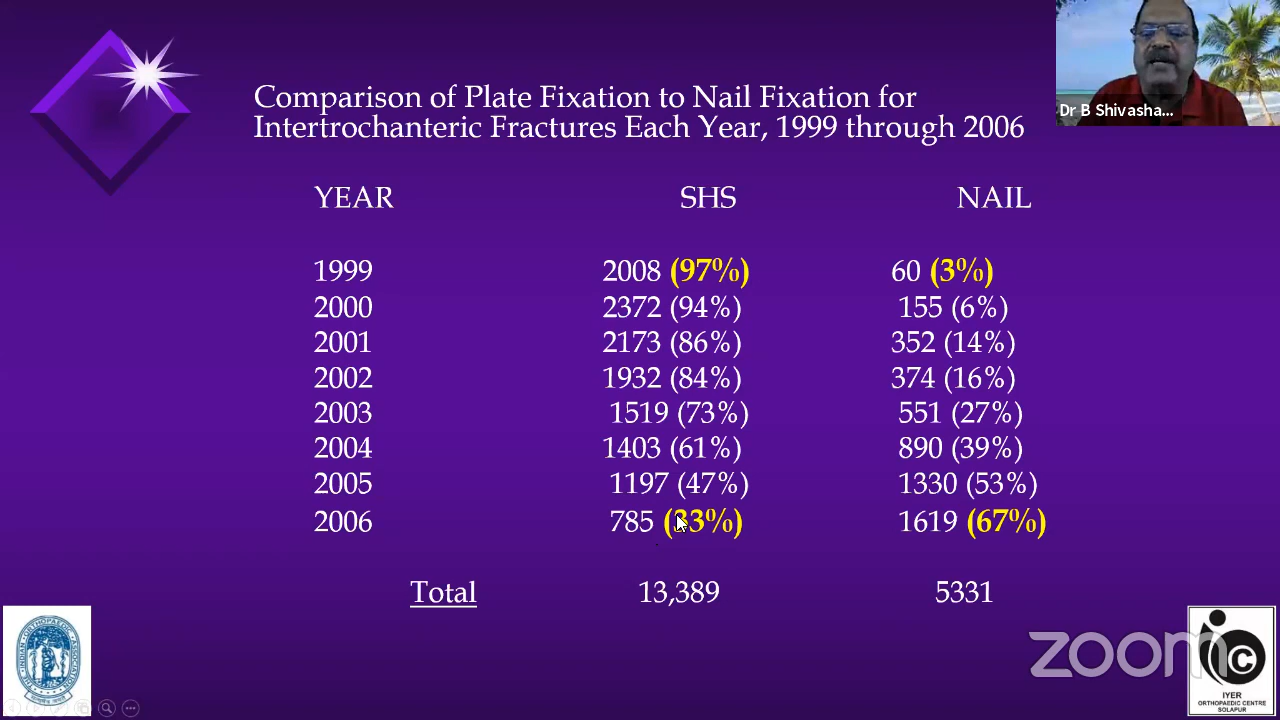 Dr B Shivasha...
Comparison of Plate Fixation to Nail Fixation for
Intertrochanteric Fractures Each Year, 1999 through 2006
YEAR SHS NAIL
1999 2008 (97%) 60 (3%)
2000 2372 (94%) 155 (6%)
2001 2173 (86%) 352 (14%)
2002 1932 (84%) 374 (16%)
2003 1519 (73%) 551 (27%)
2004 1403 (61%) 890 (39%)
2005 1197 (47%) 1330 (53%)
2006 785 (33%) 1619 (67%)
Total 13,389 5331
INDIAN ORTHOPAEDIC ASSOCIATION
zoom
IYER
ORTHOPAEDIC CENTRE
SOLAPUR